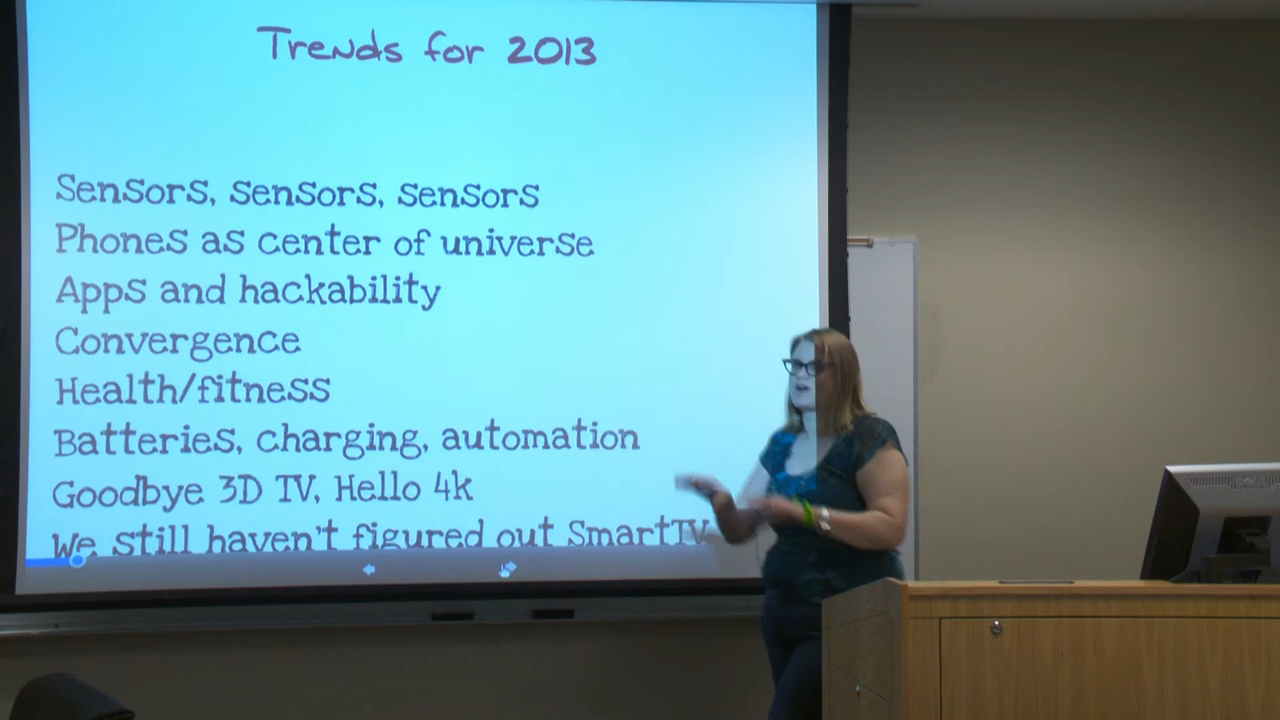 Trends for 2013
Sensors, sensors, sensors
Phones as center of universe
Apps and hackability
Convergence
Health/fitness
Batteries, charging, automation
Goodbye 3D TV, Hello 4k
We still haven't figured out SmartTV